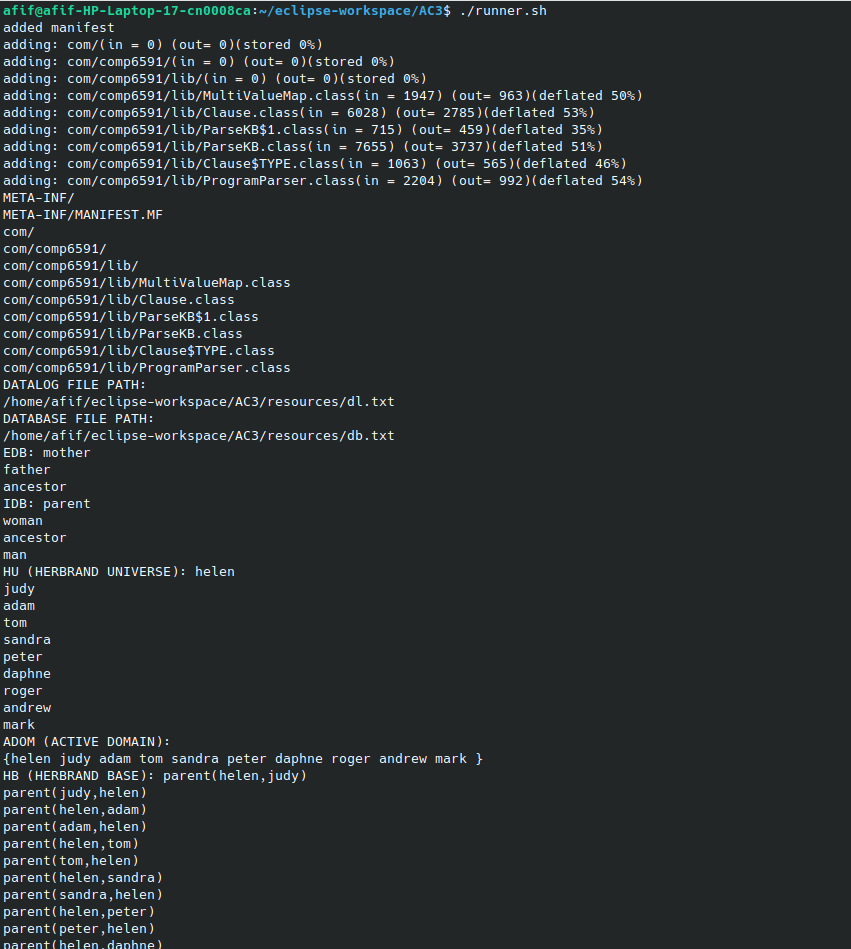 afif@afif-HP-Laptop-17-cn0008ca:~/eclipse-workspace/AC3$ ./runner.sh
added manifest
adding: com/(in = 0) (out= 0)(stored 0%)
adding: com/comp6591/(in = 0) (out= 0)(stored 0%)
adding: com/comp6591/lib/(in = 0) (out= 0)(stored 0%)
adding: com/comp6591/lib/MultiValueMap.class(in = 1947) (out= 963)(deflated 50%)
adding: com/comp6591/lib/Clause.class(in = 6028) (out= 2785)(deflated 53%)
adding: com/comp6591/lib/ParseKB$1.class(in = 715) (out= 459)(deflated 35%)
adding: com/comp6591/lib/ParseKB.class(in = 7655) (out= 3737)(deflated 51%)
adding: com/comp6591/lib/Clause$TYPE.class(in = 1063) (out= 565)(deflated 46%)
adding: com/comp6591/lib/ProgramParser.class(in = 2204) (out= 992)(deflated 54%)
META-INF/
META-INF/MANIFEST.MF
com/
com/comp6591/
com/comp6591/lib/
com/comp6591/lib/MultiValueMap.class
com/comp6591/lib/Clause.class
com/comp6591/lib/ParseKB$1.class
com/comp6591/lib/ParseKB.class
com/comp6591/lib/Clause$TYPE.class
com/comp6591/lib/ProgramParser.class
DATALOG FILE PATH:
/home/afif/eclipse-workspace/AC3/resources/dl.txt
DATABASE FILE PATH:
/home/afif/eclipse-workspace/AC3/resources/db.txt
EDB: mother
father
ancestor
IDB: parent
woman
ancestor
man
HU (HERBRAND UNIVERSE): helen
judy
adam
tom
sandra
peter
daphne
roger
andrew
mark
ADOM (ACTIVE DOMAIN):
{helen judy adam tom sandra peter daphne roger andrew mark }
HB (HERBRAND BASE): parent(helen,judy)
parent(judy,helen)
parent(helen,adam)
parent(adam,helen)
parent(helen,tom)
parent(tom,helen)
parent(helen,sandra)
parent(sandra,helen)
parent(helen,peter)
parent(peter,helen)
parent(helen,daphne)